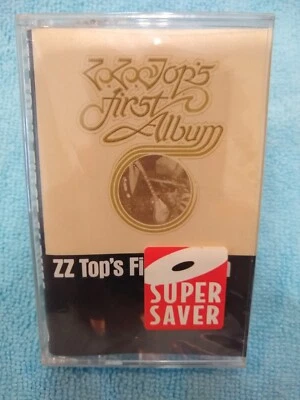 ZZ Top's
first
Album
ZZ Top's Fi
SUPER
SAVER